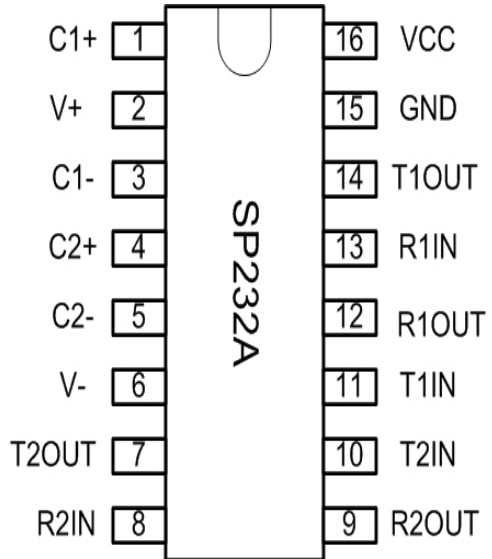 C1+ 1 16 VCC
V+ 2 15 GND
C1- 3 14 T1OUT
C2+ 4 13 R1IN
C2- 5 12 R1OUT
V- 6 11 T1IN
T2OUT 7 10 T2IN
R2IN 8 9 R2OUT
SP232A